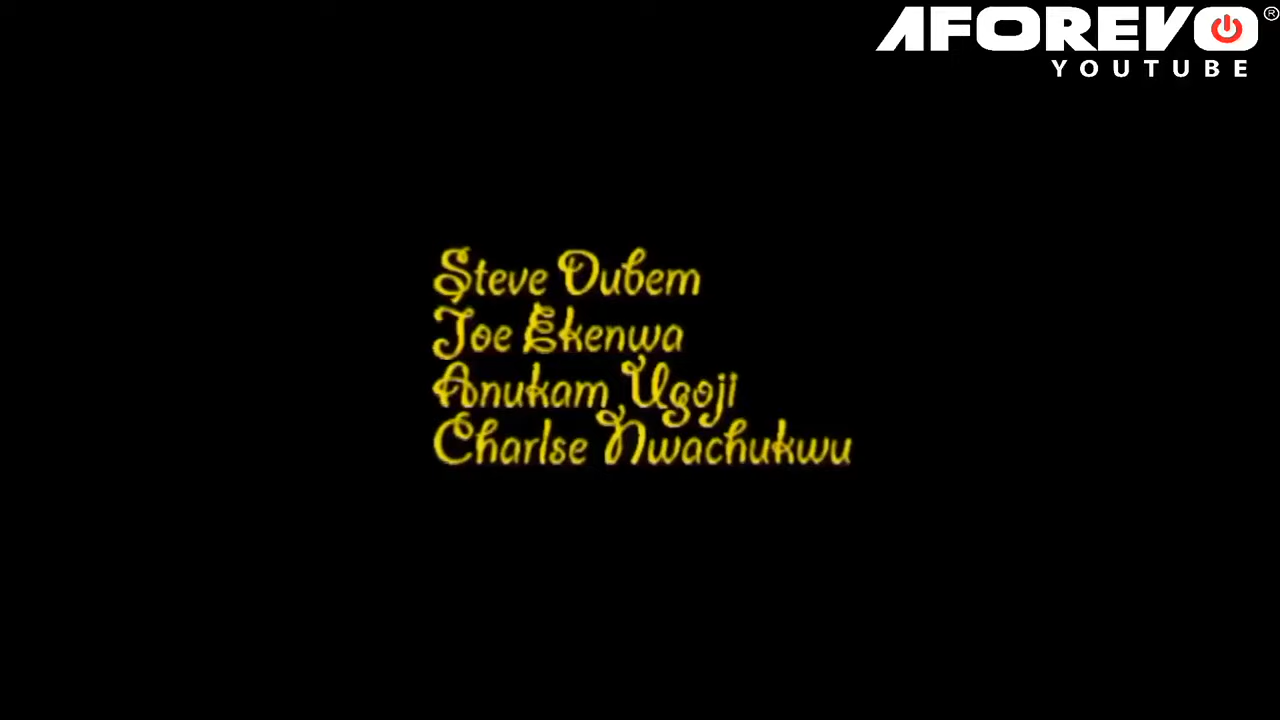 AFOREVO®
YOUTUBE
Steve Dubem
Joe Ekenwa
Anukam Ugoji
Charlse Nwachukwu